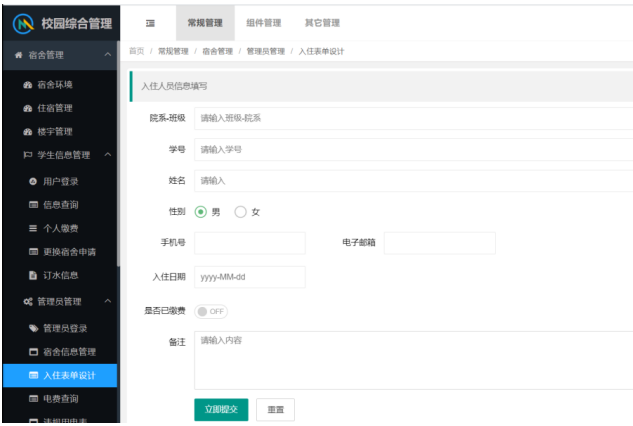 校园综合管理
常规管理 组件管理 其它管理
首页 / 常规管理 / 宿舍管理 / 管理员管理 / 入住表单设计
宿舍管理
宿舍环境
住宿管理
楼宇管理
学生信息管理
用户登录
信息查询
个人缴费
更换宿舍申请
订水信息
管理员管理
管理员登录
宿舍信息管理
入住表单设计
电费查询
入住人员信息填写
院系-班级 请输入班级-院系
学号 请输入学号
姓名 请输入
性别 男 女
手机号 电子邮箱
入住日期 yyyy-MM-dd
是否已缴费 OFF
备注 请输入内容
立即提交 重置